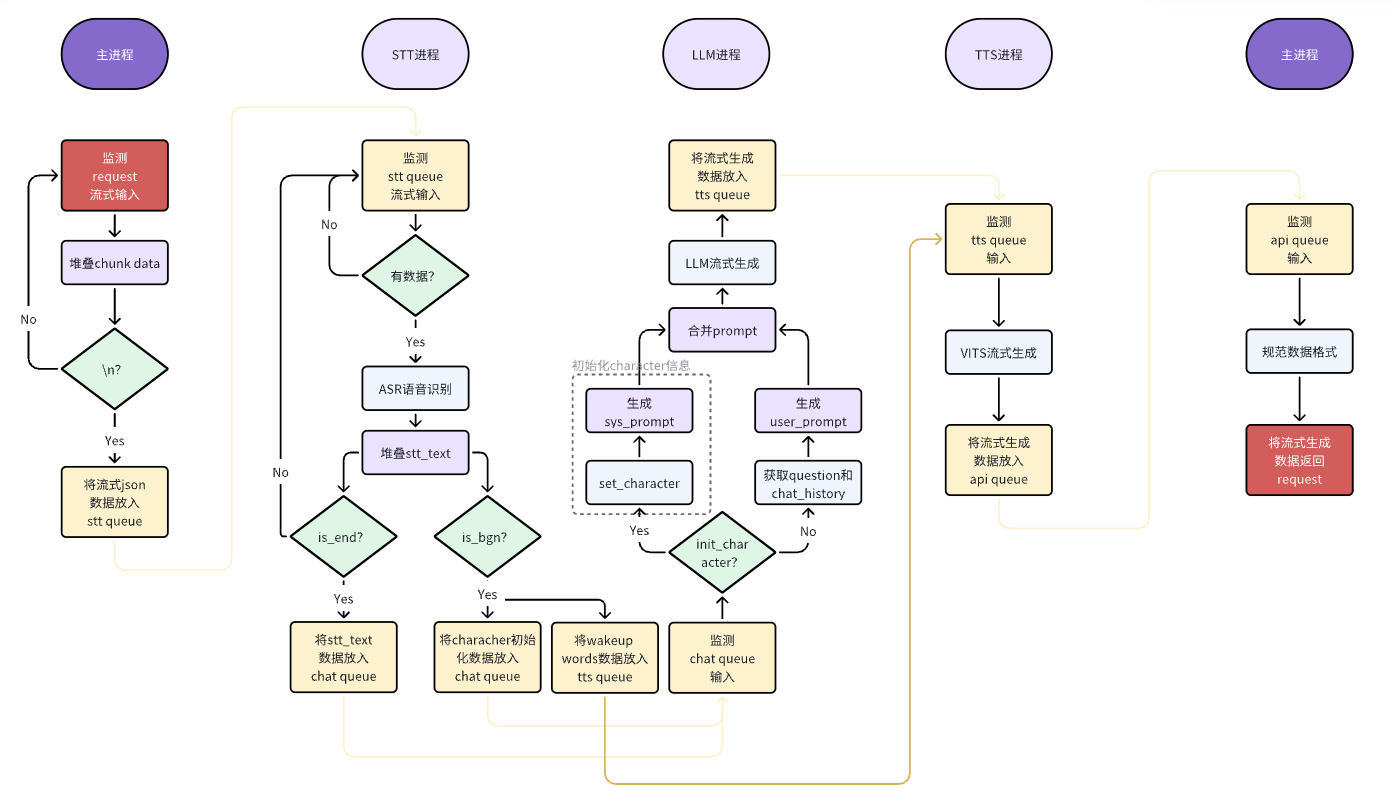 主进程
STT进程
LLM进程
TTS进程
主进程
监测
request
流式输入
堆叠chunk data
No
\n?
Yes
将流式json
数据放入
stt queue
监测
stt queue
流式输入
No
有数据?
Yes
ASR语音识别
堆叠stt_text
No
is_end?
is_bgn?
Yes
Yes
将stt_text
数据放入
chat queue
将characher初始
化数据放入
chat queue
将wakeup
words数据放入
tts queue
将流式生成
数据放入
tts queue
LLM流式生成
合并prompt
初始化character信息
生成
sys_prompt
生成
user_prompt
set_character
获取question和
chat_history
Yes
No
init_char
acter?
监测
chat queue
输入
监测
tts queue
输入
VITS流式生成
将流式生成
数据放入
api queue
监测
api queue
输入
规范数据格式
将流式生成
数据返回
request